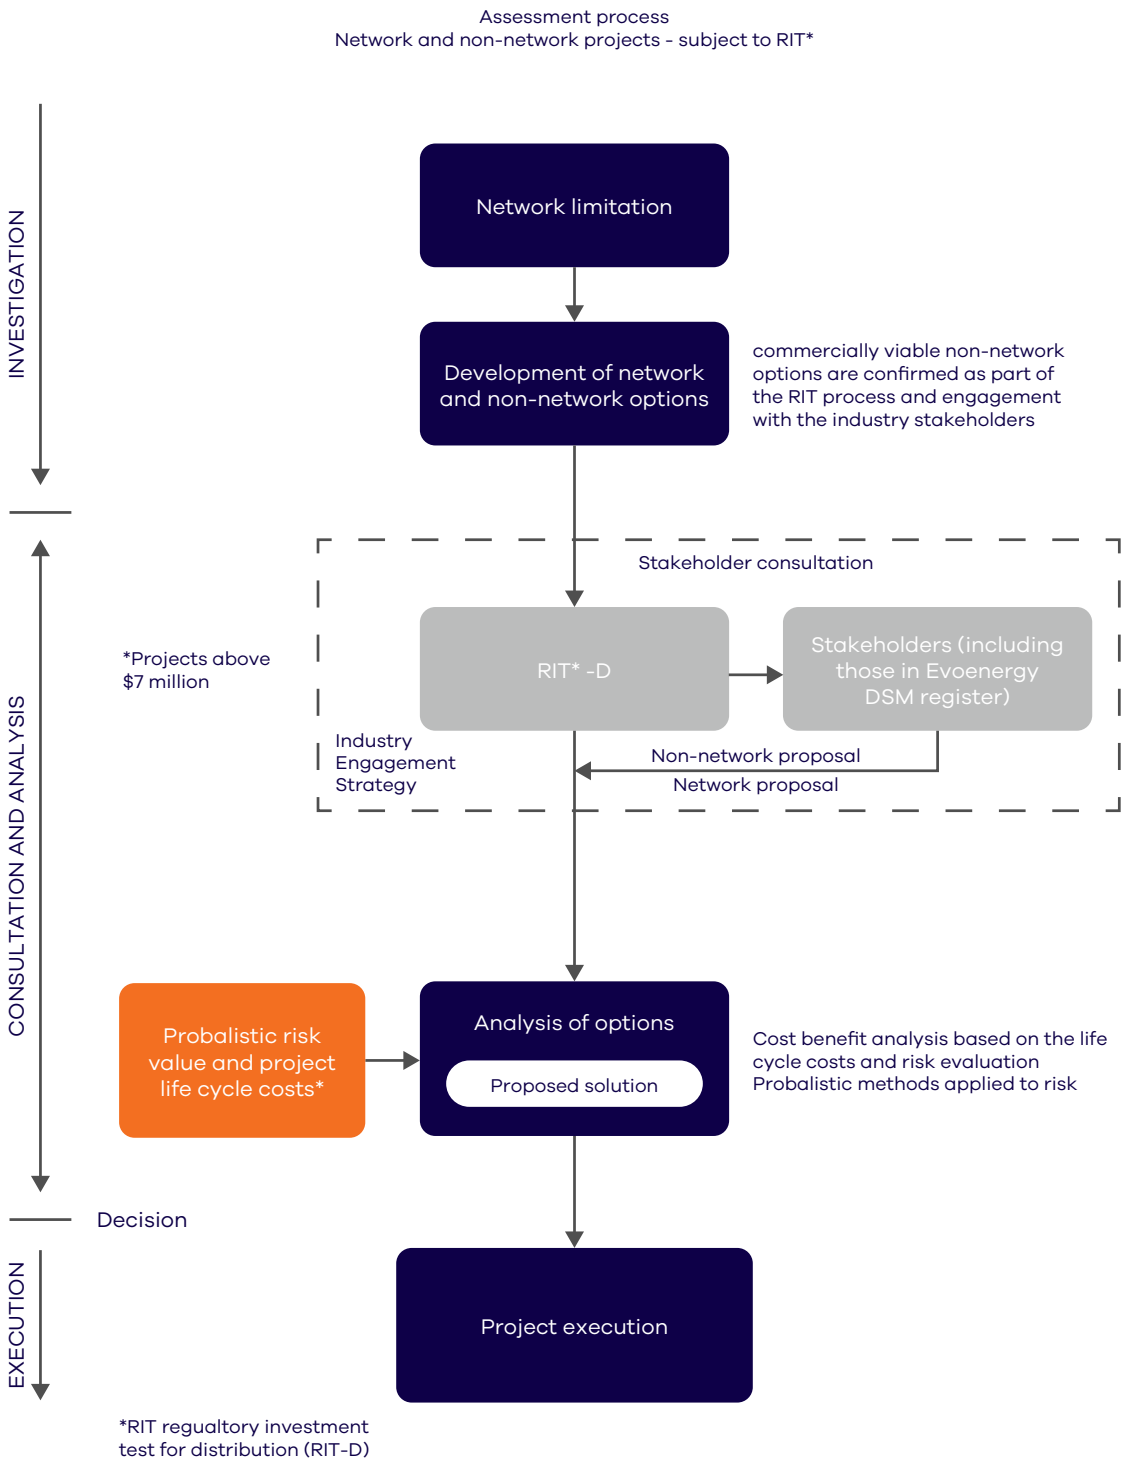 Assessment process
Network and non-network projects - subject to RIT*
INVESTIGATION
Network limitation
Development of network
and non-network options
commercially viable non-network
options are confirmed as part of
the RIT process and engagement
with the industry stakeholders
CONSULTATION AND ANALYSIS
Stakeholder consultation
*Projects above
$7 million
RIT* -D
Stakeholders (including
those in Evoenergy
DSM register)
Industry
Engagement
Strategy
Non-network proposal
Network proposal
Probalistic risk
value and project
life cycle costs*
Analysis of options
Proposed solution
Cost benefit analysis based on the life
cycle costs and risk evaluation
Probalistic methods applied to risk
Decision
EXECUTION
Project execution
*RIT regualtory investment
test for distribution (RIT-D)